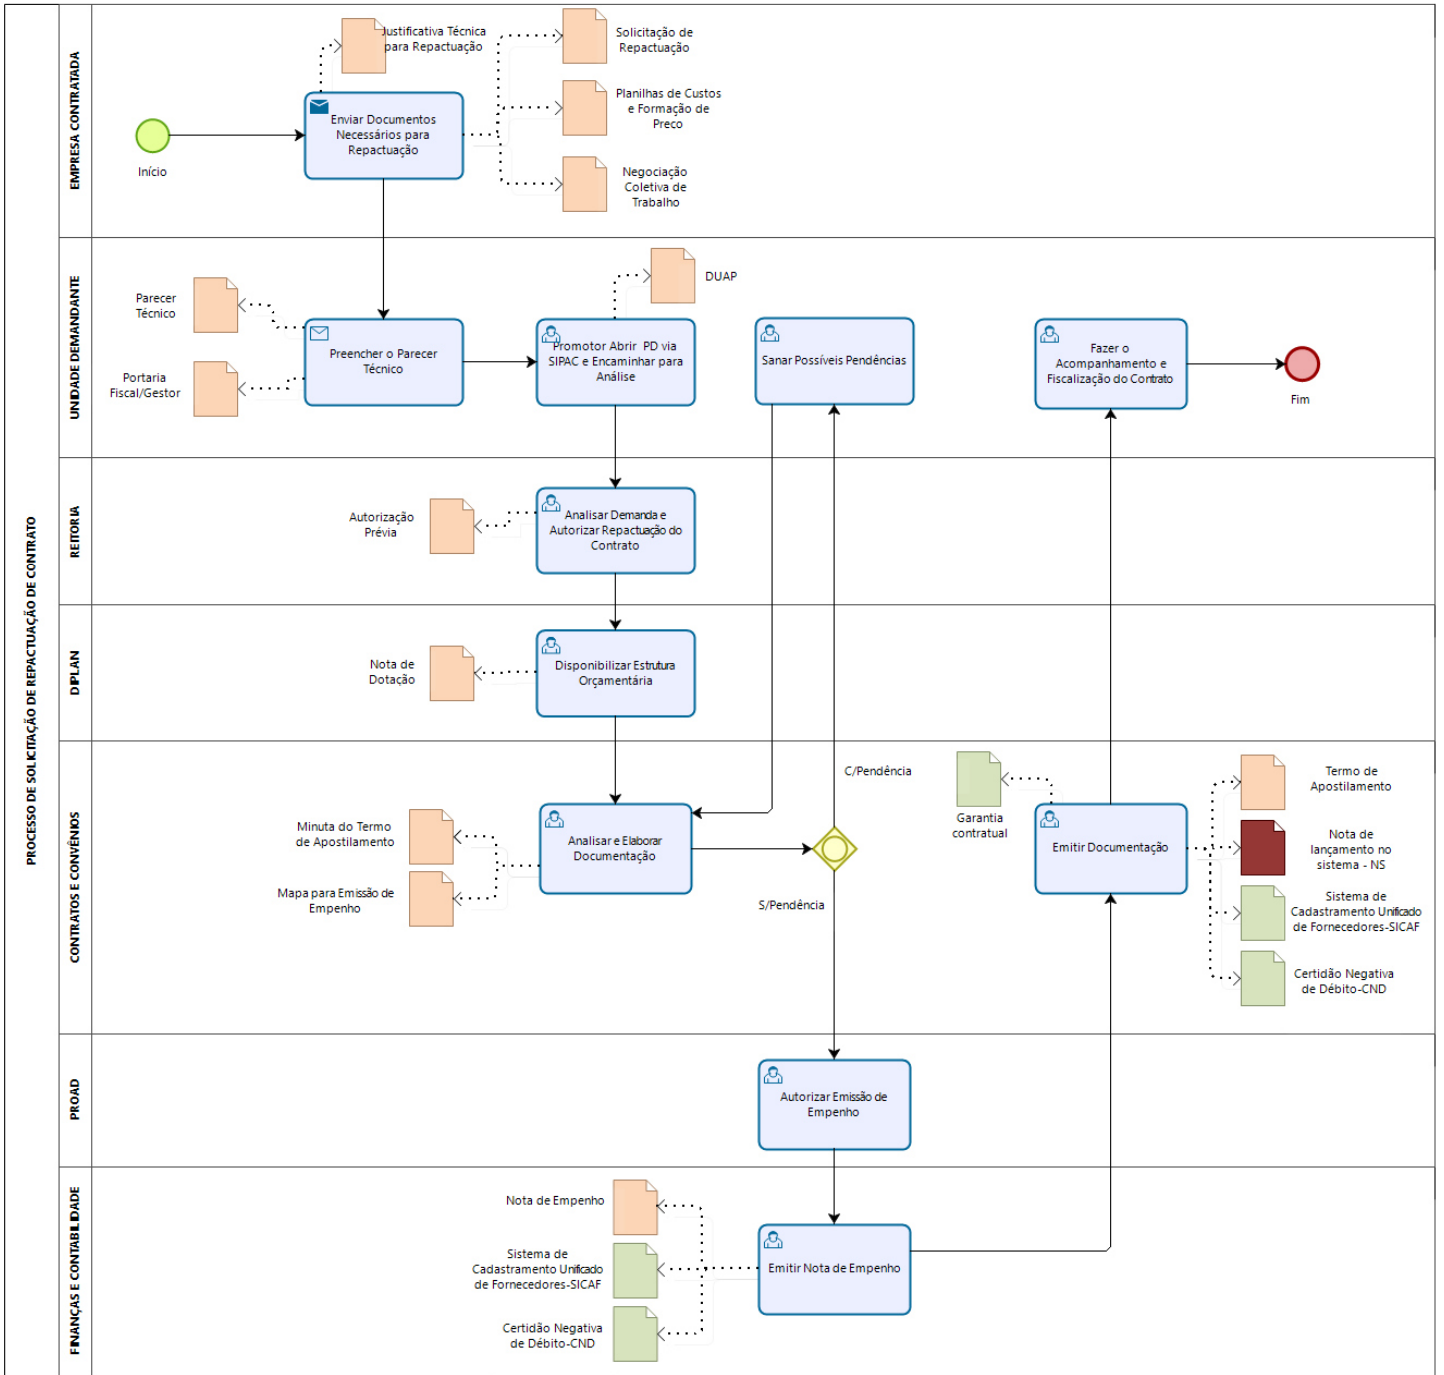 PROCESSO DE SOLICITAÇÃO DE REPACTUAÇÃO DE CONTRATO
EMPRESA CONTRATADA
Justificativa Técnica
para Repactuação
Solicitação de
Repactuação
Planilhas de Custos
e Formação de
Preco
Negociação
Coletiva de
Trabalho
Início
Enviar Documentos
Necessários para
Repactuação
UNIDADE DEMANDANTE
Parecer
Técnico
Portaria
Fiscal/Gestor
Preencher o Parecer
Técnico
DUAP
Promotor Abrir PD via
SIPAC e Encaminhar para
Análise
Sanar Possíveis Pendências
Fazer o
Acompanhamento e
Fiscalização do Contrato
Fim
REITORIA
Autorização
Prévia
Analisar Demanda e
Autorizar Repactuação do
Contrato
DIPLAN
Nota de
Dotação
Disponibilizar Estrutura
Orçamentária
CONTRATOS E CONVÊNIOS
Minuta do Termo
de Apostilamento
Mapa para Emissão de
Empenho
Analisar e Elaborar
Documentação
C/Pendência
S/Pendência
Garantia
contratual
Emitir Documentação
Termo de
Apostilamento
Nota de
lançamento no
sistema - NS
Sistema de
Cadastramento Unificado
de Fornecedores-SICAF
Certidão Negativa
de Débito-CND
PROAD
Autorizar Emissão de
Empenho
FINANÇAS E CONTABILIDADE
Nota de Empenho
Sistema de
Cadastramento Unificado
de Fornecedores-SICAF
Certidão Negativa
de Débito-CND
Emitir Nota de Empenho